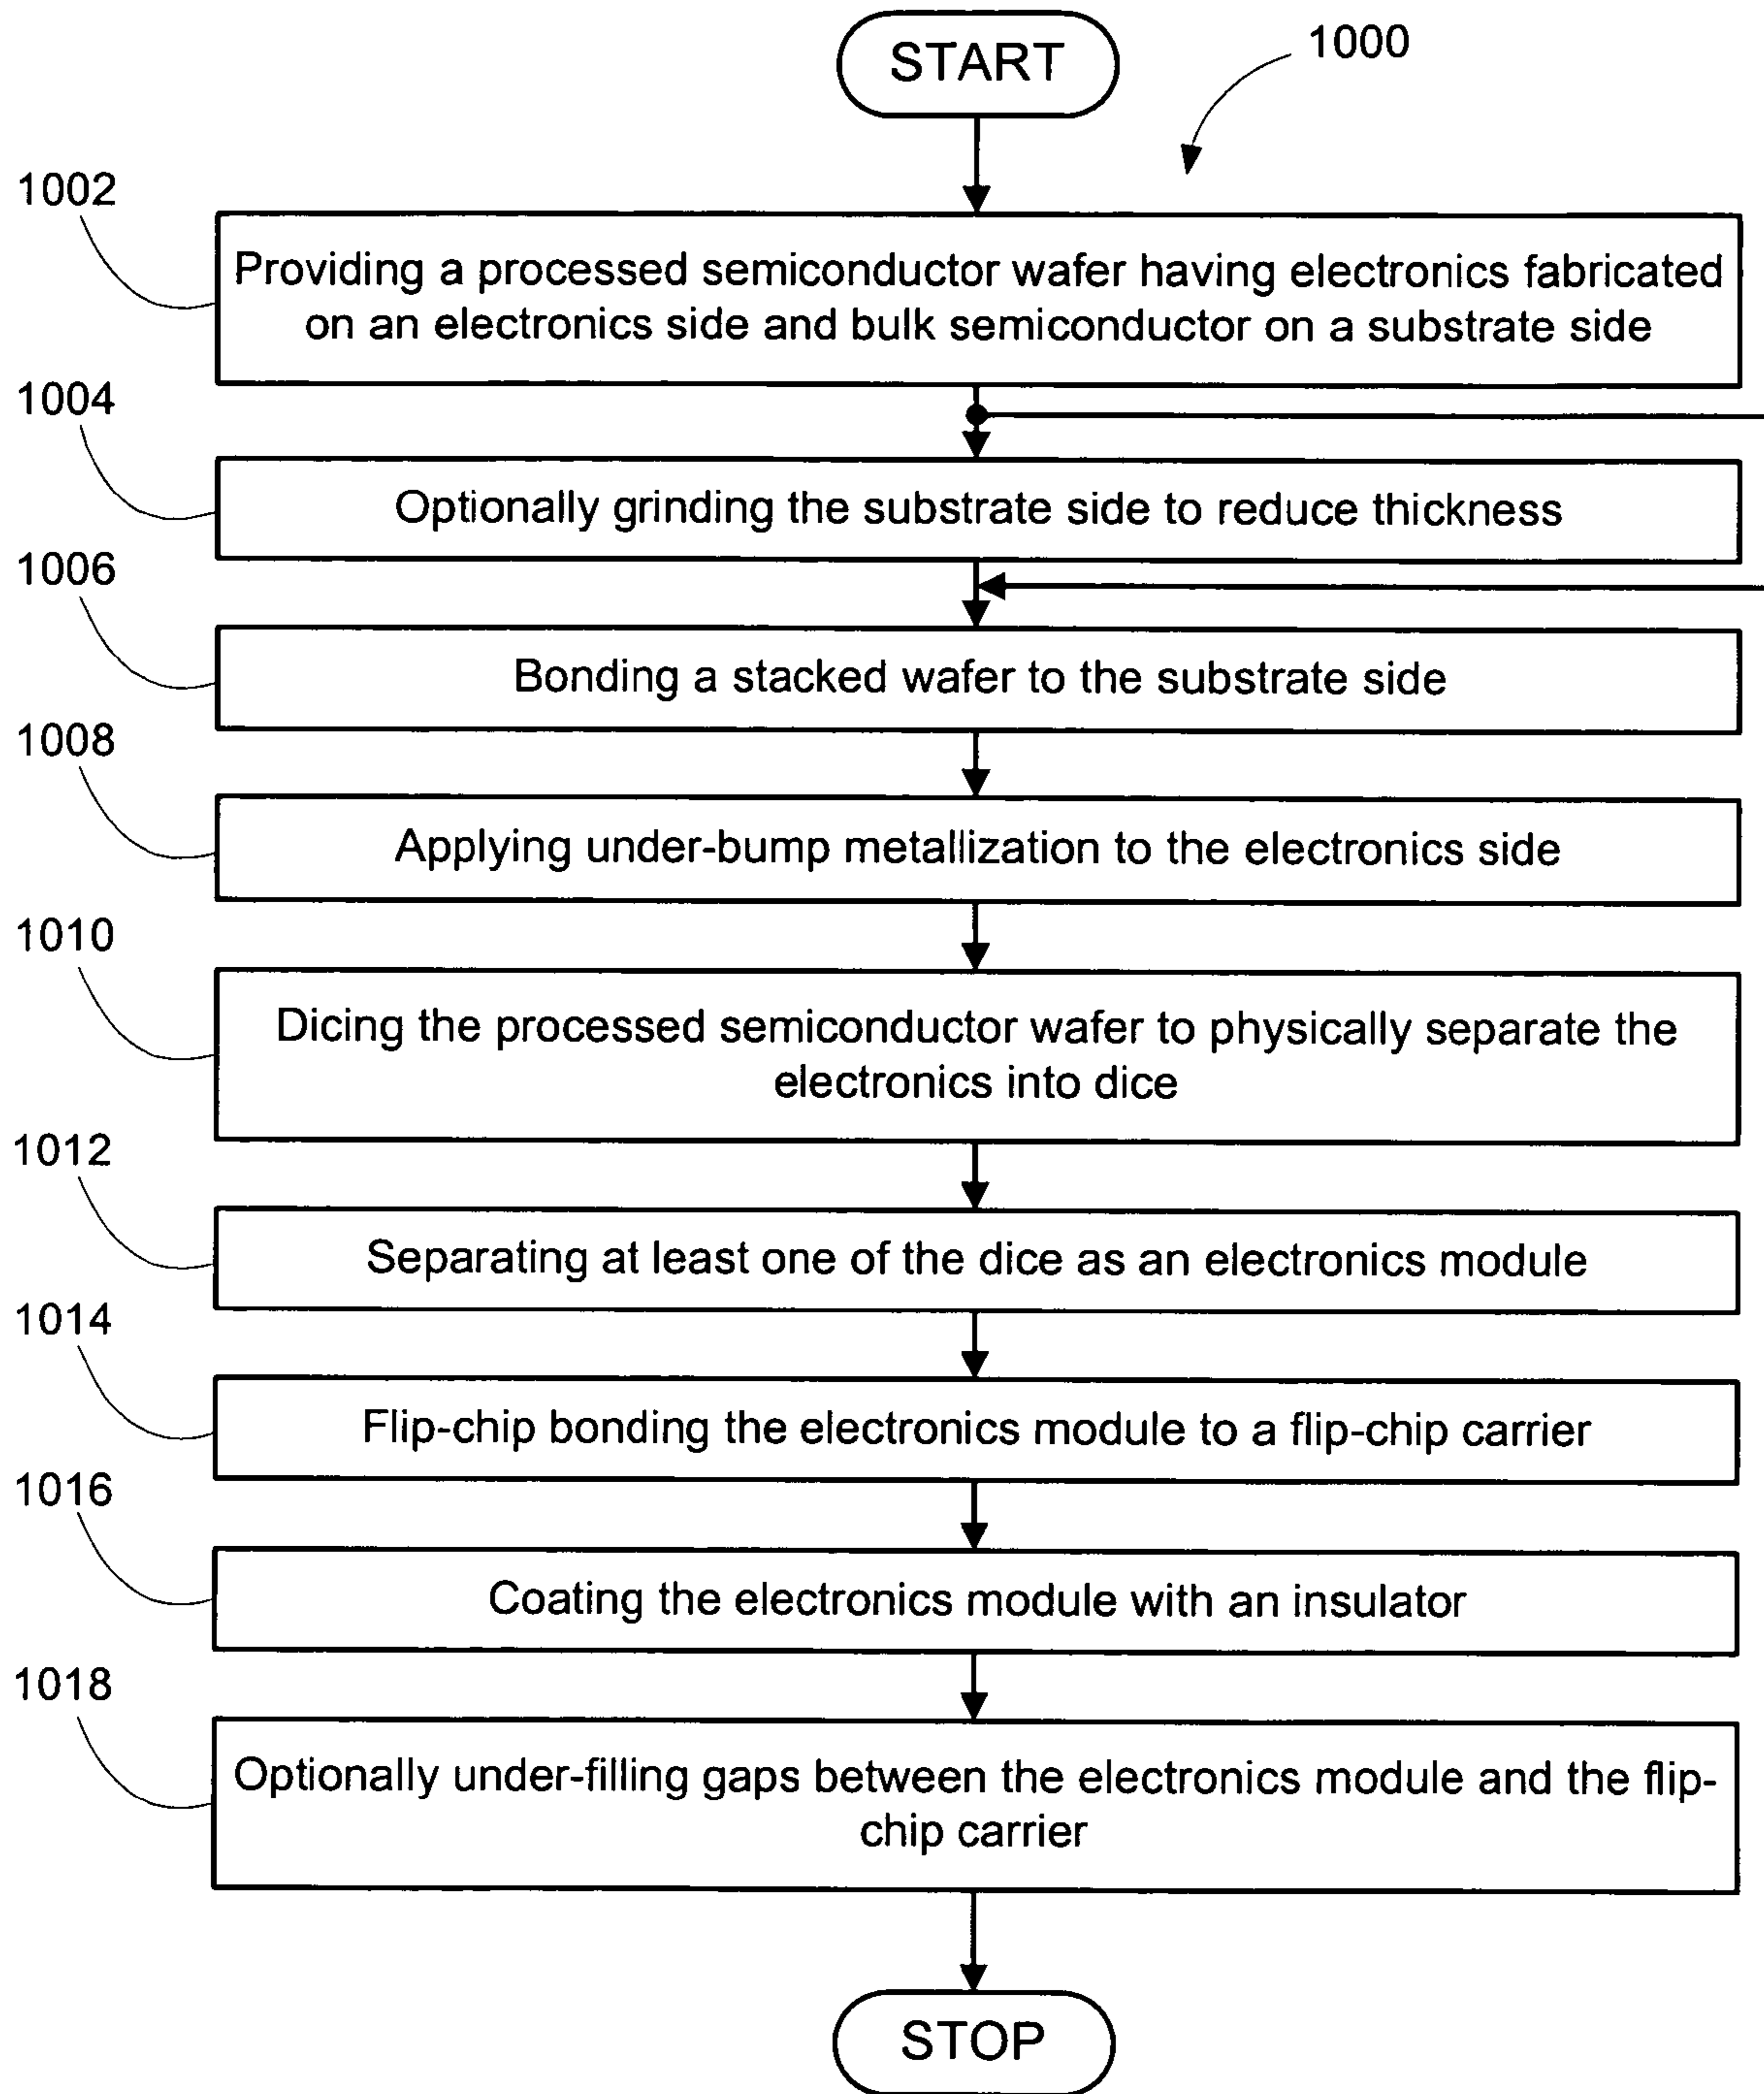 START
1000
1002
Providing a processed semiconductor wafer having electronics fabricated
on an electronics side and bulk semiconductor on a substrate side
1004
Optionally grinding the substrate side to reduce thickness
1006
Bonding a stacked wafer to the substrate side
1008
Applying under-bump metallization to the electronics side
1010
Dicing the processed semiconductor wafer to physically separate the
electronics into dice
1012
Separating at least one of the dice as an electronics module
1014
Flip-chip bonding the electronics module to a flip-chip carrier
1016
Coating the electronics module with an insulator
1018
Optionally under-filling gaps between the electronics module and the flip-
chip carrier
STOP